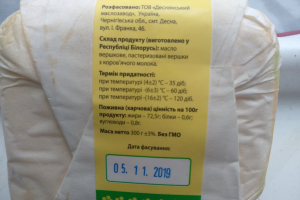 Розфасовано: ТОВ «Деснянський
маслозавод», Україна,
Чернігівська обл., смт. Десна,
вул. І. Франка, 46.
Склад продукту (виготовлено у
Республіці Білорусь): масло
вершкове, пастеризовані вершки
з коров'ячого молока.
Термін придатності:
при температурі (4±2) °C – 35 діб;
при температурі -(6±3) °C – 60 діб;
при температурі -(16±2) °C – 120 діб.
Поживна (харчова) цінність на 100г
продукту: жири – 72,5г; білки – 0,8г;
вуглеводи – 0,8г.
Маса нетто 300 г ±3%. Без ГМО
Дата фасування:
05.11 2019